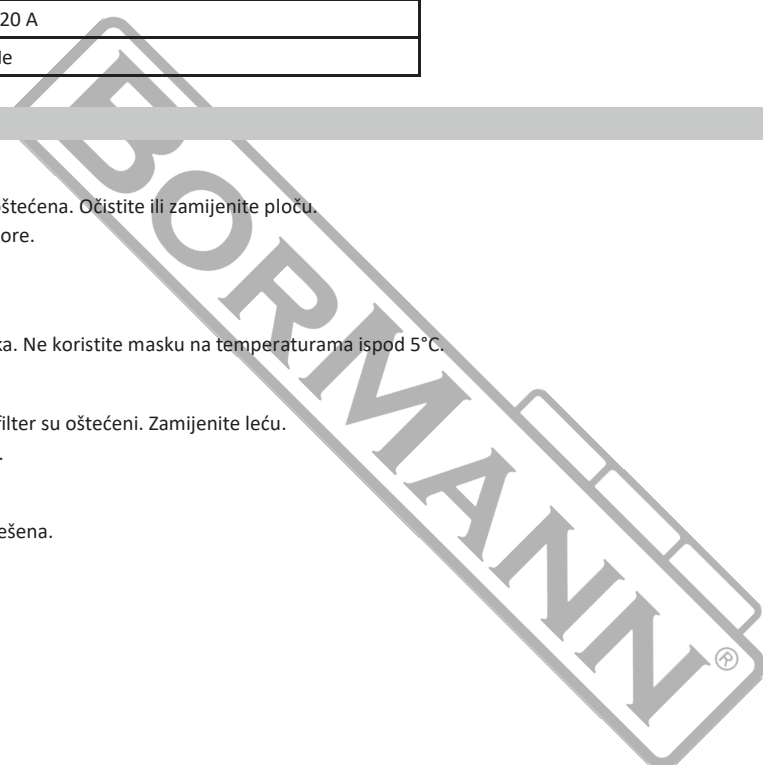 20 A
le
oštećena. Očistite ili zamijenite ploču.
ore.
ka. Ne koristite masku na temperaturama ispod 5°C.
filter su oštećeni. Zamijenite leću.
.
ešena.
BORMANN®